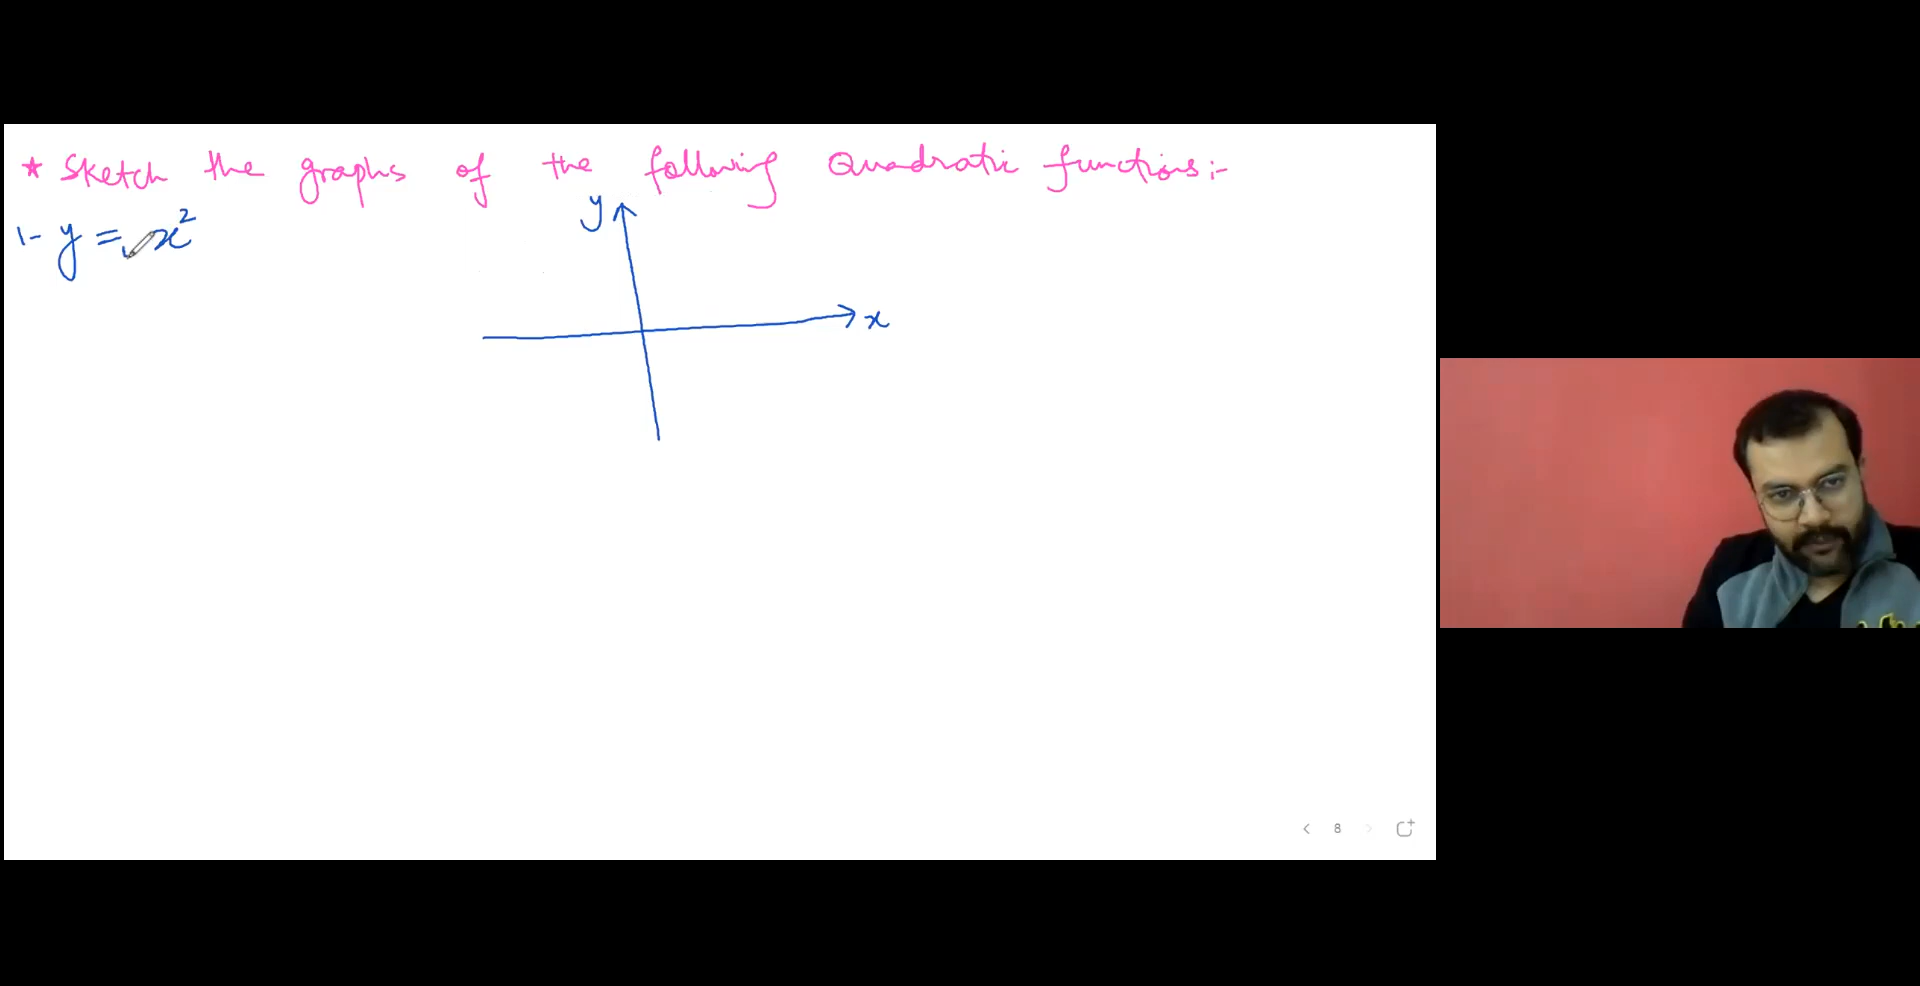 ★ Sketch the graphs of the following Quadratic functions:-
1- y = x²
y
x
< 8 >